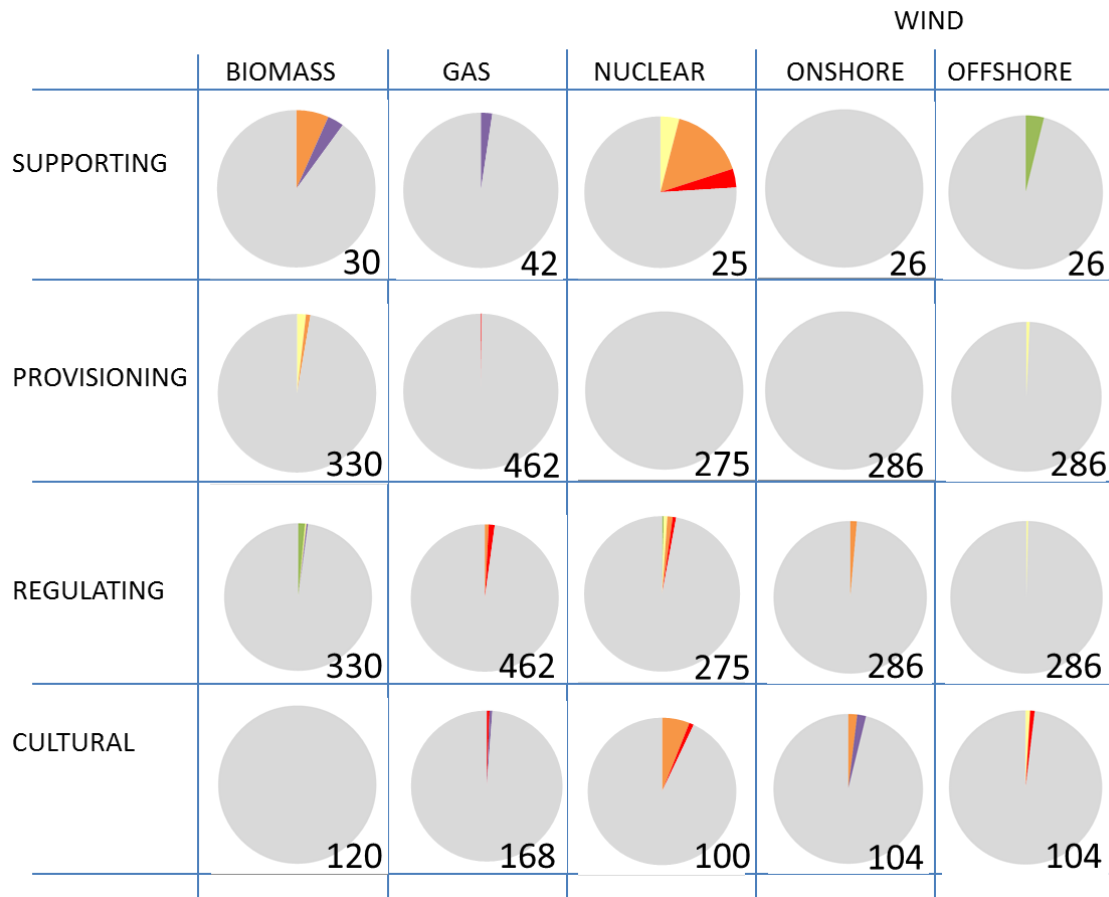 WIND
BIOMASS GAS NUCLEAR ONSHORE OFFSHORE
SUPPORTING
30 42 25 26 26
PROVISIONING
330 462 275 286 286
REGULATING
330 462 275 286 286
CULTURAL
120 168 100 104 104